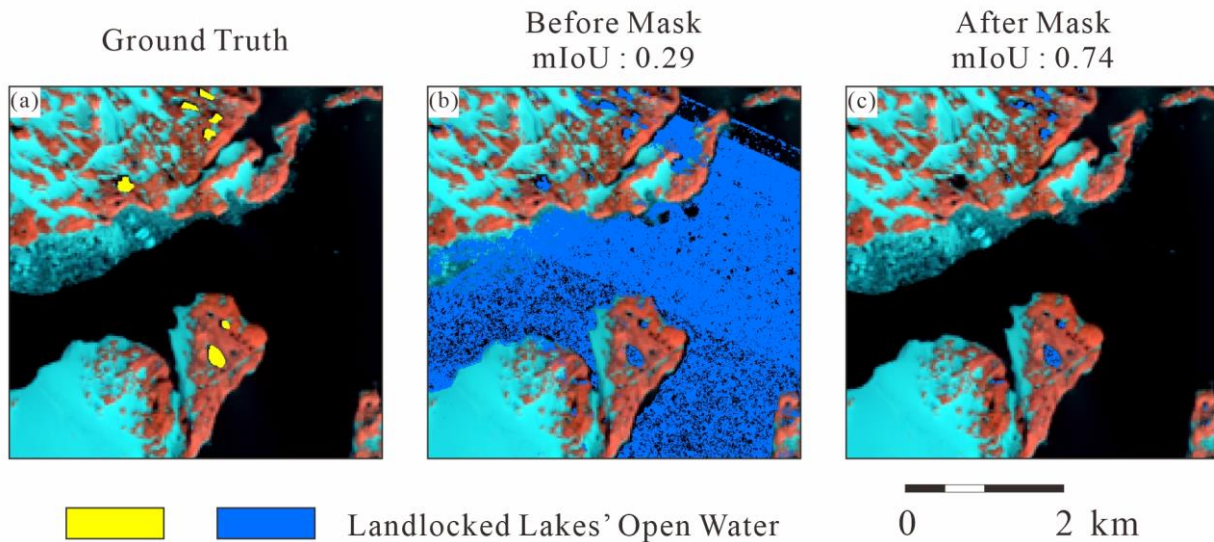 Ground Truth
Before Mask
mIoU : 0.29
After Mask
mIoU : 0.74
(a)
(b)
(c)
Landlocked Lakes' Open Water
0 2 km